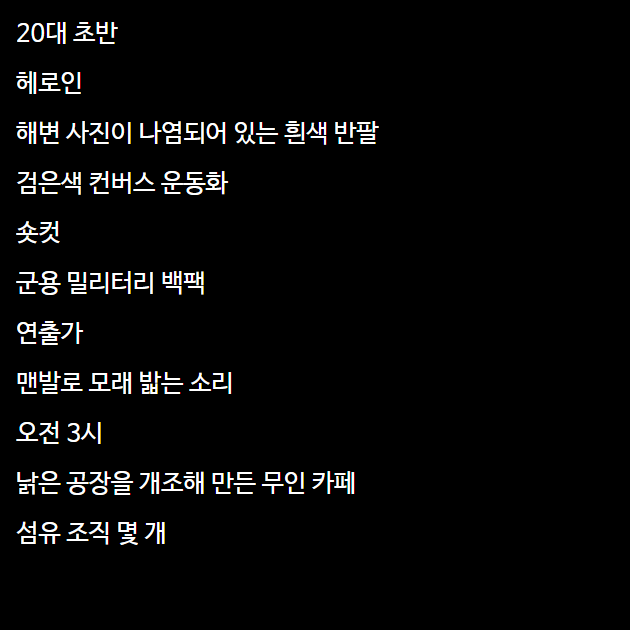 20대 초반
헤로인
해변 사진이 나염되어 있는 흰색 반팔
검은색 컨버스 운동화
숏컷
군용 밀리터리 백팩
연출가
맨발로 모래 밟는 소리
오전 3시
낡은 공장을 개조해 만든 무인 카페
섬유 조직 몇 개